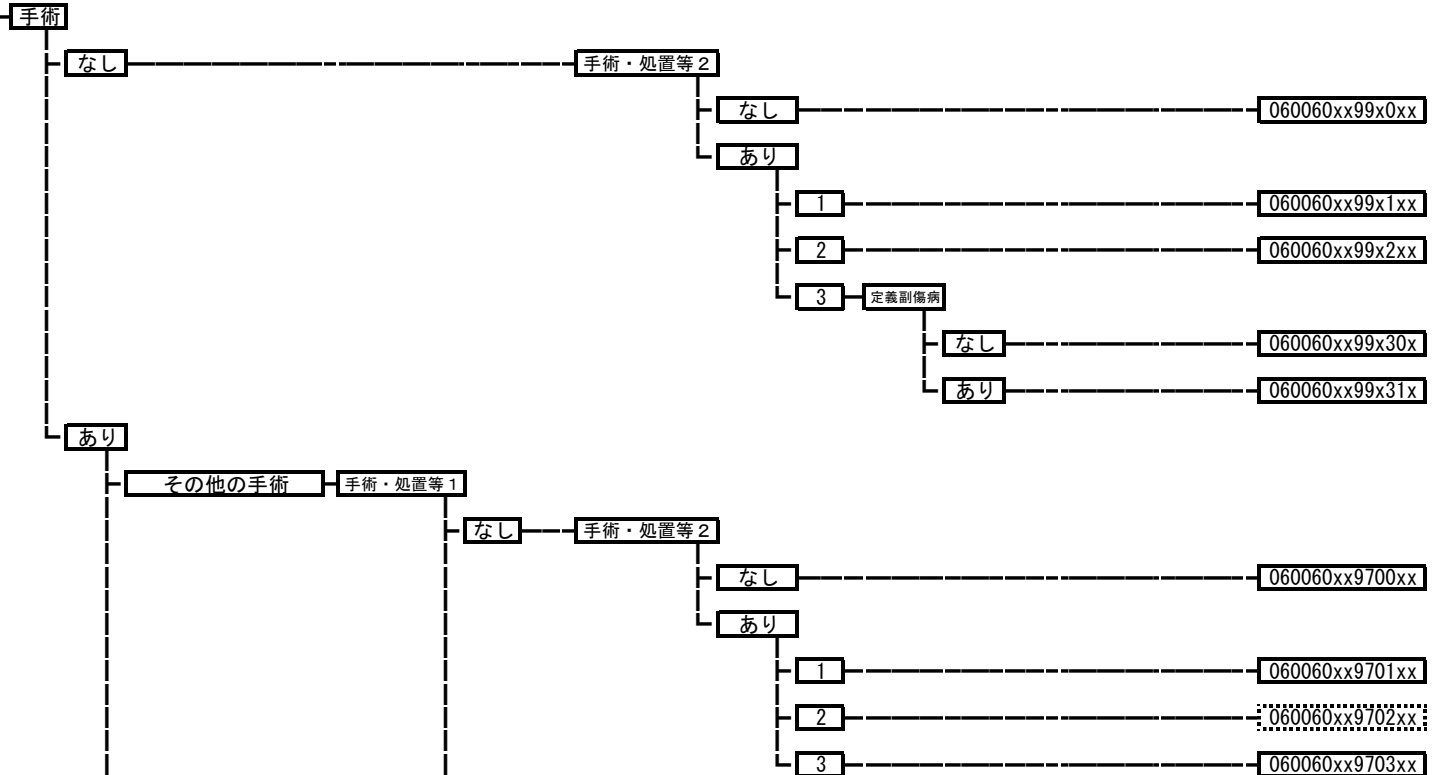 手術
なし 手術・処置等2
なし 060060xx99x0xx
あり
1 060060xx99x1xx
2 060060xx99x2xx
3 定義副傷病
なし 060060xx99x30x
あり 060060xx99x31x
あり
その他の手術 手術・処置等1
なし 手術・処置等2
なし 060060xx9700xx
あり
1 060060xx9701xx
2 060060xx9702xx
3 060060xx9703xx